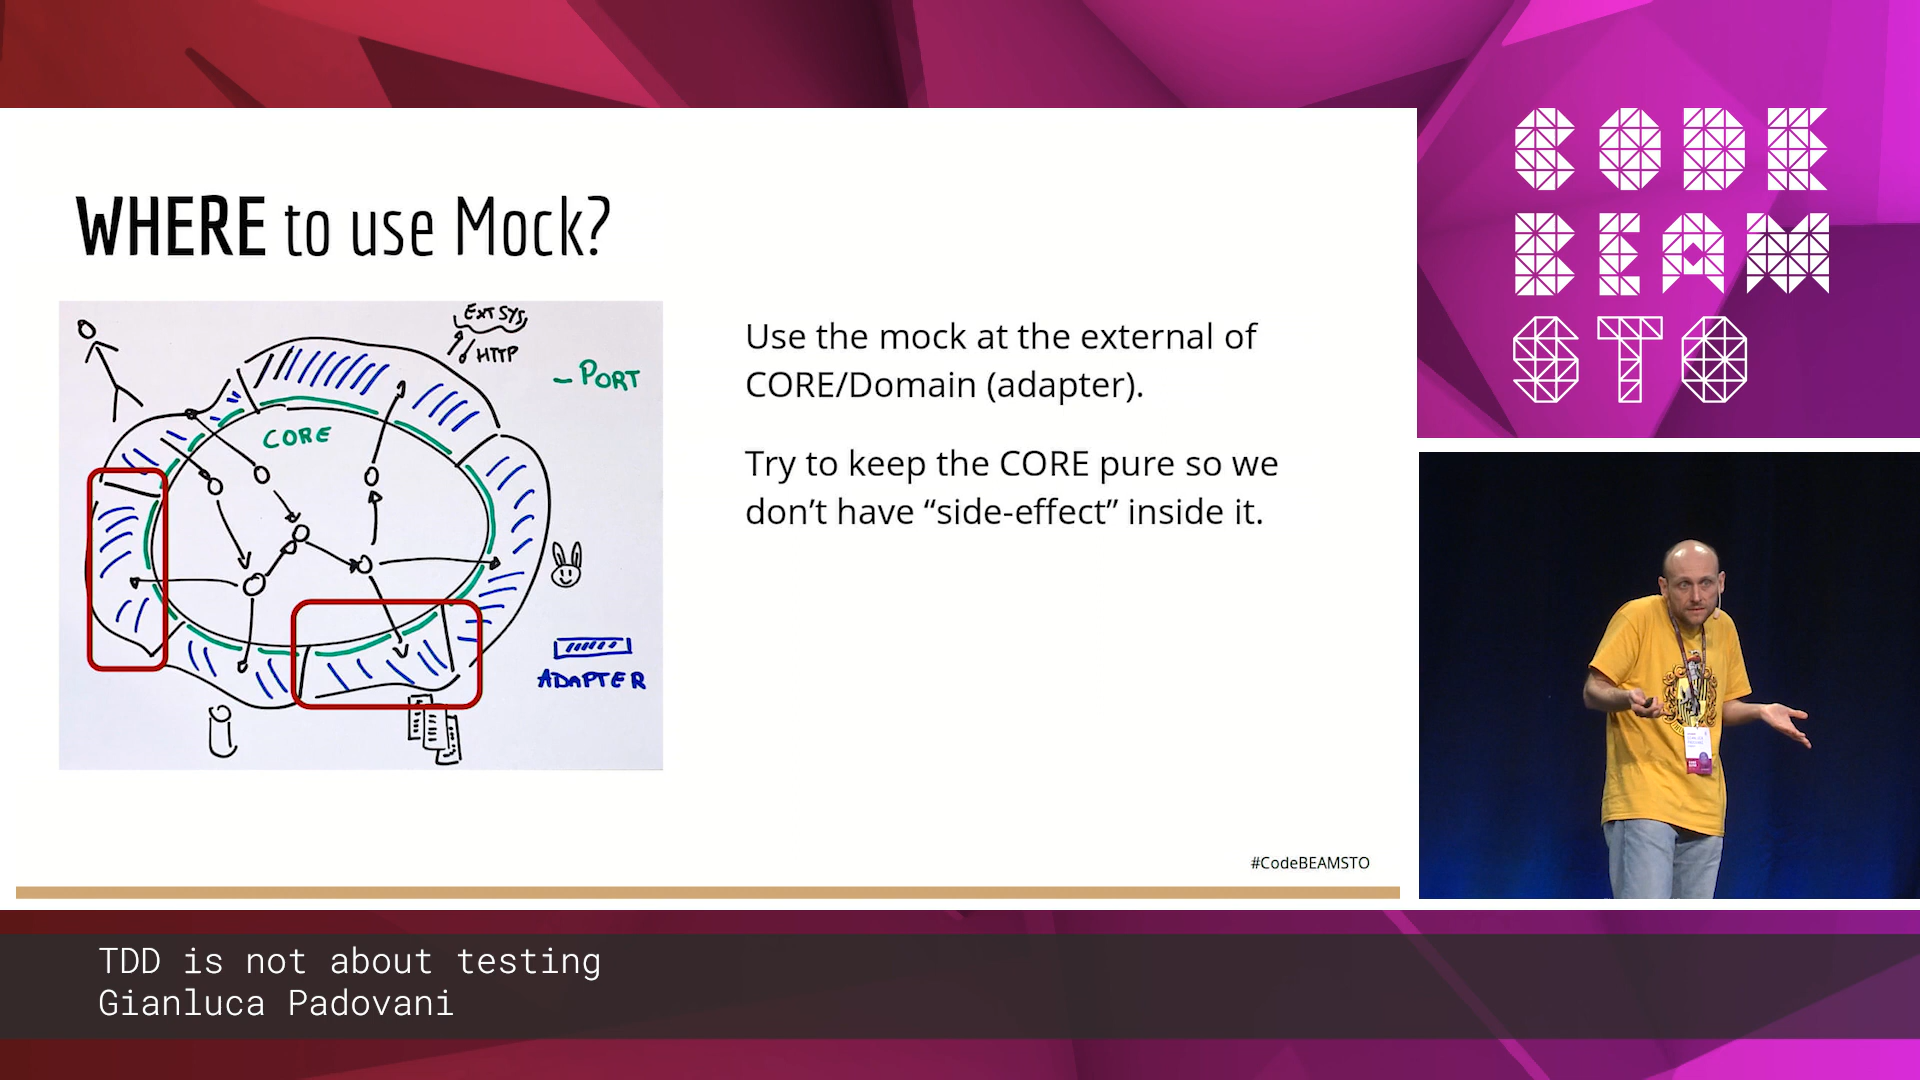 WHERE to use Mock?
EXT SYS
HTTP
- PORT
CORE
ADAPTER
Use the mock at the external of
CORE/Domain (adapter).
Try to keep the CORE pure so we
don't have “side-effect” inside it.
#CodeBEAMSTO
CODE
BEAM
STO
TDD is not about testing
Gianluca Padovani